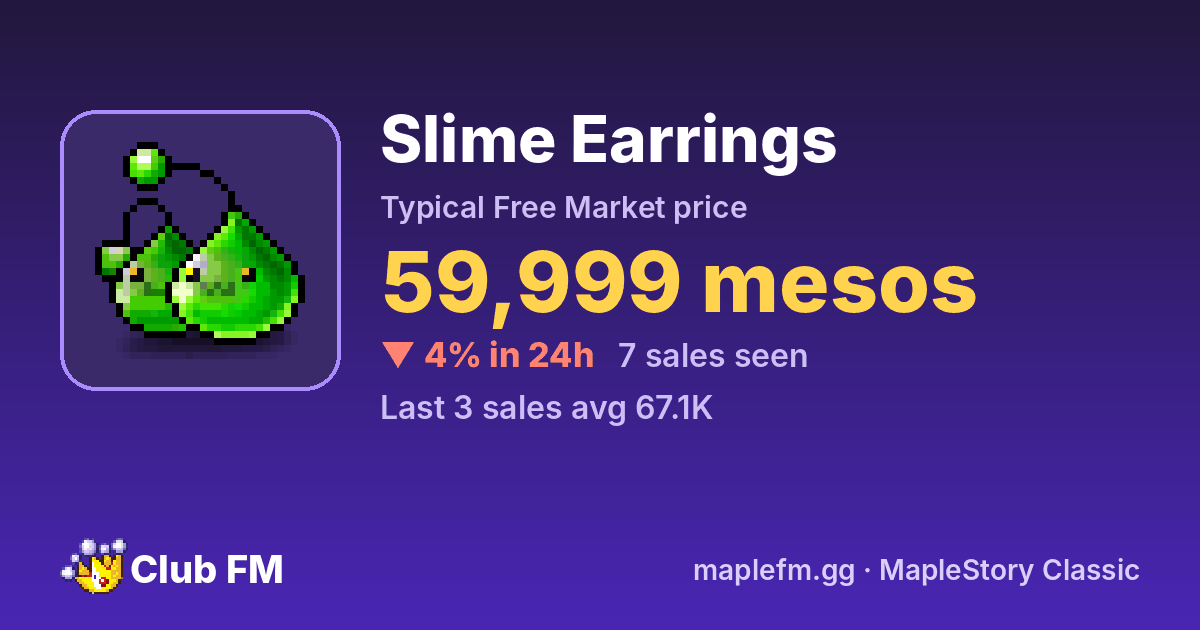 Slime Earrings
Typical Free Market price
59,999 mesos
▼ 4% in 24h 7 sales seen
Last 3 sales avg 67.1K
Club FM
maplefm.gg · MapleStory Classic